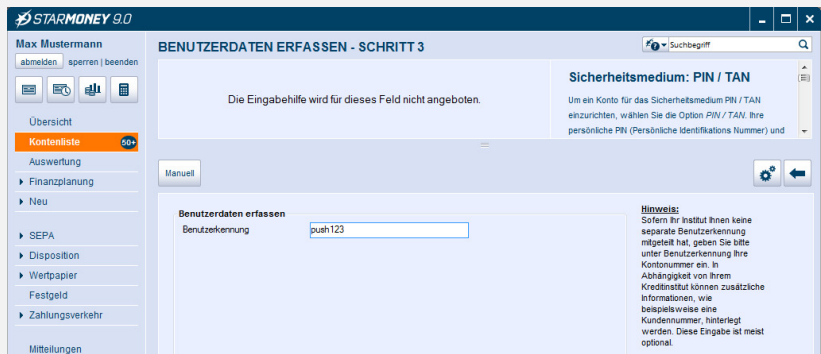 STARMONEY 9.0
Max Mustermann
abmelden sperren | beenden
Übersicht
Kontenliste 50+
Auswertung
Finanzplanung
Neu
SEPA
Disposition
Wertpapier
Festgeld
Zahlungsverkehr
Mitteilungen
BENUTZERDATEN ERFASSEN - SCHRITT 3
Suchbegriff
Die Eingabehilfe wird für dieses Feld nicht angeboten.
Sicherheitsmedium: PIN / TAN
Um ein Konto für das Sicherheitsmedium PIN / TAN
einzurichten, wählen Sie die Option PIN / TAN. Ihre
persönliche PIN (Persönliche Identifikations Nummer) und
Manuell
Benutzerdaten erfassen
Benutzerkennung push123
Hinweis:
Sofern Ihr Institut Ihnen keine
separate Benutzerkennung
mitgeteilt hat, geben Sie bitte
unter Benutzerkennung Ihre
Kontonummer ein. In
Abhängigkeit von Ihrem
Kreditinstitut können zusätzliche
Informationen, wie
beispielsweise eine
Kundennummer, hinterlegt
werden. Diese Eingabe ist meist
optional.